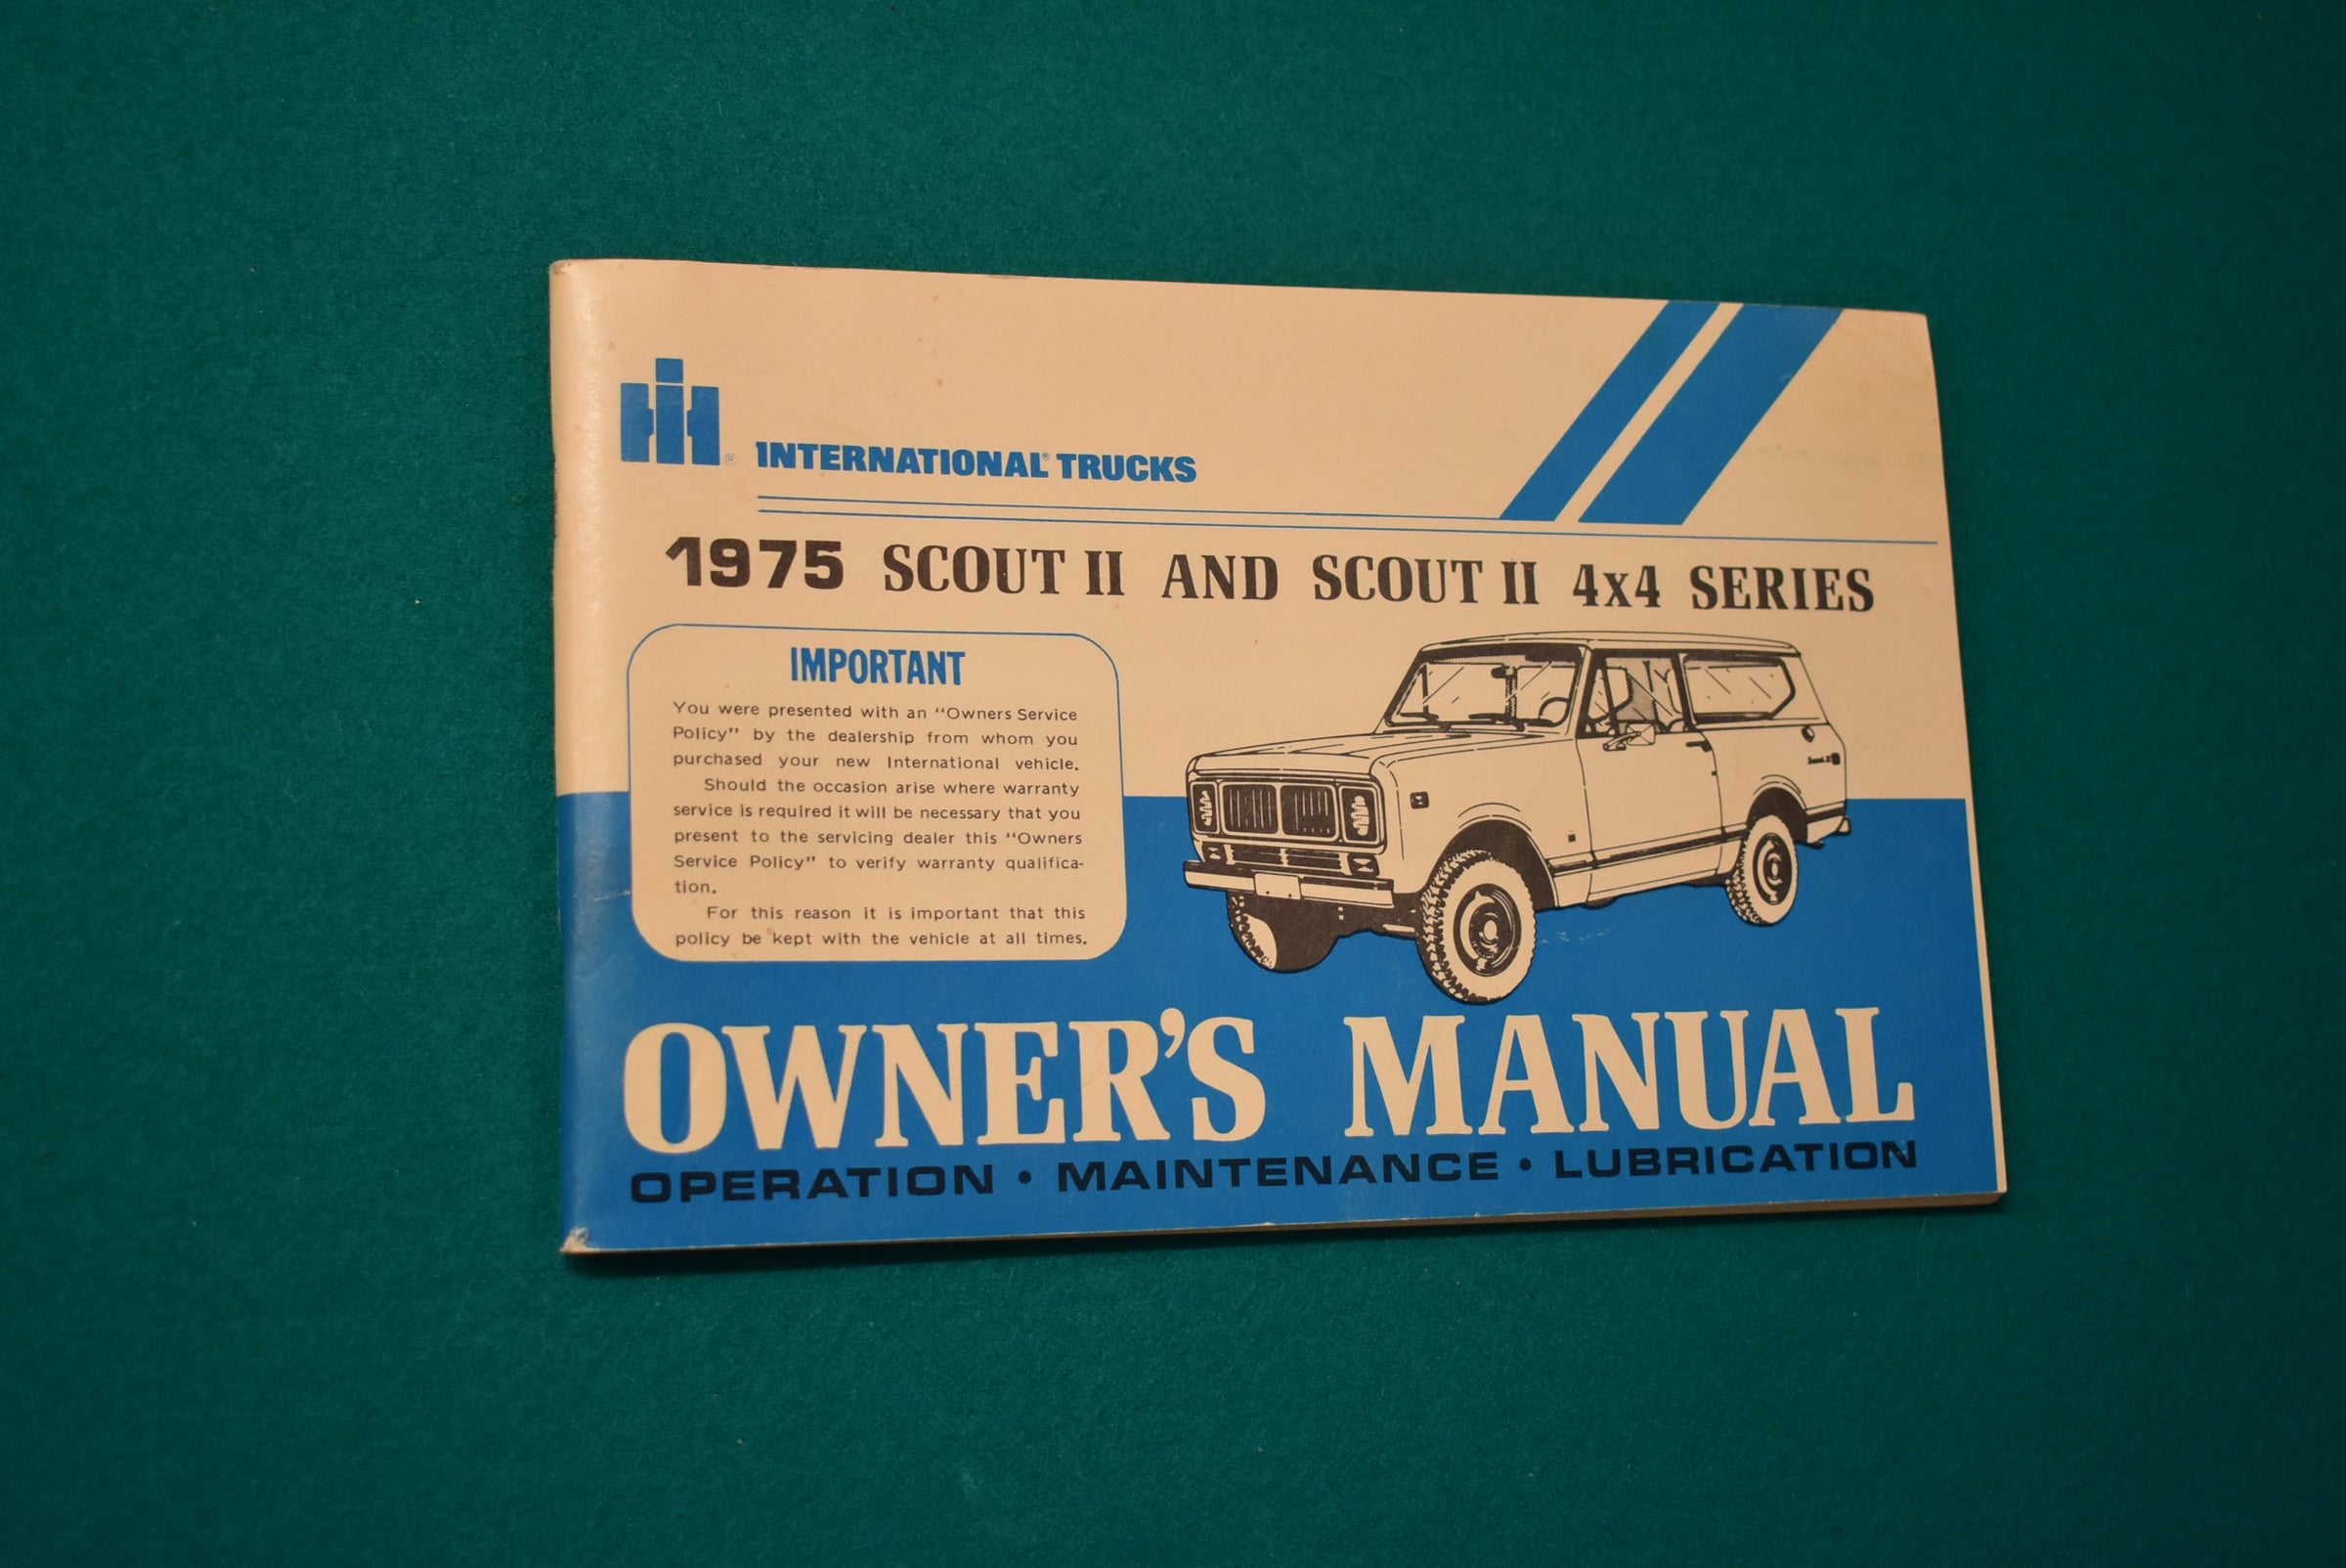 INTERNATIONAL® TRUCKS
1975 SCOUT II AND SCOUT II 4x4 SERIES
IMPORTANT
You were presented with an “Owners Service
Policy” by the dealership from whom you
purchased your new International vehicle.
Should the occasion arise where warranty
service is required it will be necessary that you
present to the servicing dealer this “Owners
Service Policy” to verify warranty qualifica-
tion.
For this reason it is important that this
policy be kept with the vehicle at all times.
OWNER’S MANUAL
OPERATION • MAINTENANCE • LUBRICATION